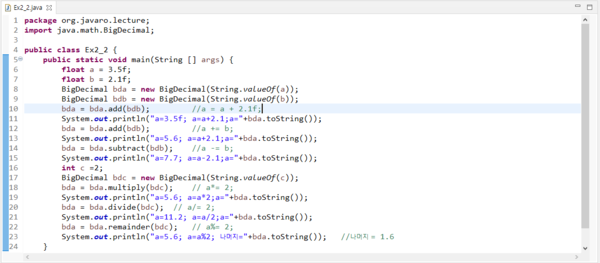 Ex2_2.java
1 package org.javaro.lecture;
2 import java.math.BigDecimal;
3
4 public class Ex2_2 {
5 public static void main(String [] args) {
6 float a = 3.5f;
7 float b = 2.1f;
8 BigDecimal bda = new BigDecimal(String.valueOf(a));
9 BigDecimal bdb = new BigDecimal(String.valueOf(b));
10 bda = bda.add(bdb); //a = a + 2.1f;
11 System.out.println("a=3.5f; a=a+2.1;a="+bda.toString());
12 bda = bda.add(bdb); //a += b;
13 System.out.println("a=5.6; a=a+2.1;a="+bda.toString());
14 bda = bda.subtract(bdb); //a -= b;
15 System.out.println("a=7.7; a=a-2.1;a="+bda.toString());
16 int c =2;
17 BigDecimal bdc = new BigDecimal(String.valueOf(c));
18 bda = bda.multiply(bdc); // a*= 2;
19 System.out.println("a=5.6; a=a*2;a="+bda.toString());
20 bda = bda.divide(bdc); // a/= 2;
21 System.out.println("a=11.2; a=a/2;a="+bda.toString());
22 bda = bda.remainder(bdc); // a%= 2;
23 System.out.println("a=5.6; a=a%2; 나머지="+bda.toString()); //나머지 = 1.6
24 }